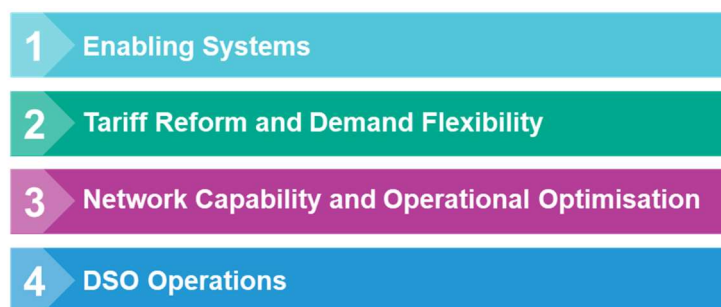 1 Enabling Systems
2 Tariff Reform and Demand Flexibility
3 Network Capability and Operational Optimisation
4 DSO Operations